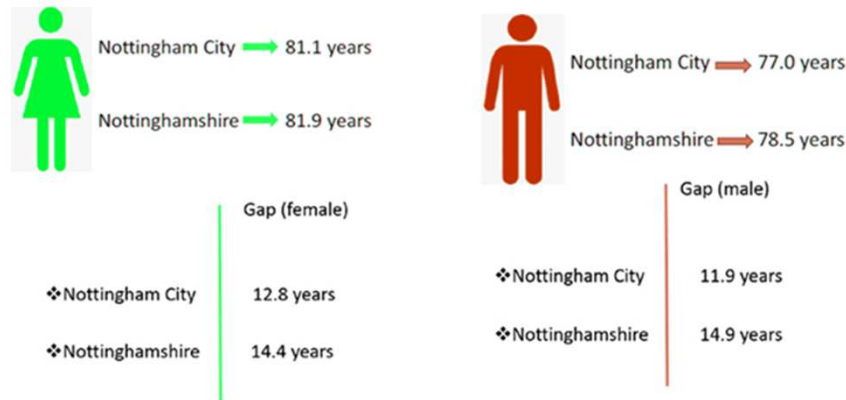 Nottingham City 81.1 years
Nottinghamshire 81.9 years
Gap (female)
❖Nottingham City 12.8 years
❖Nottinghamshire 14.4 years
Nottingham City 77.0 years
Nottinghamshire 78.5 years
Gap (male)
❖Nottingham City 11.9 years
❖Nottinghamshire 14.9 years